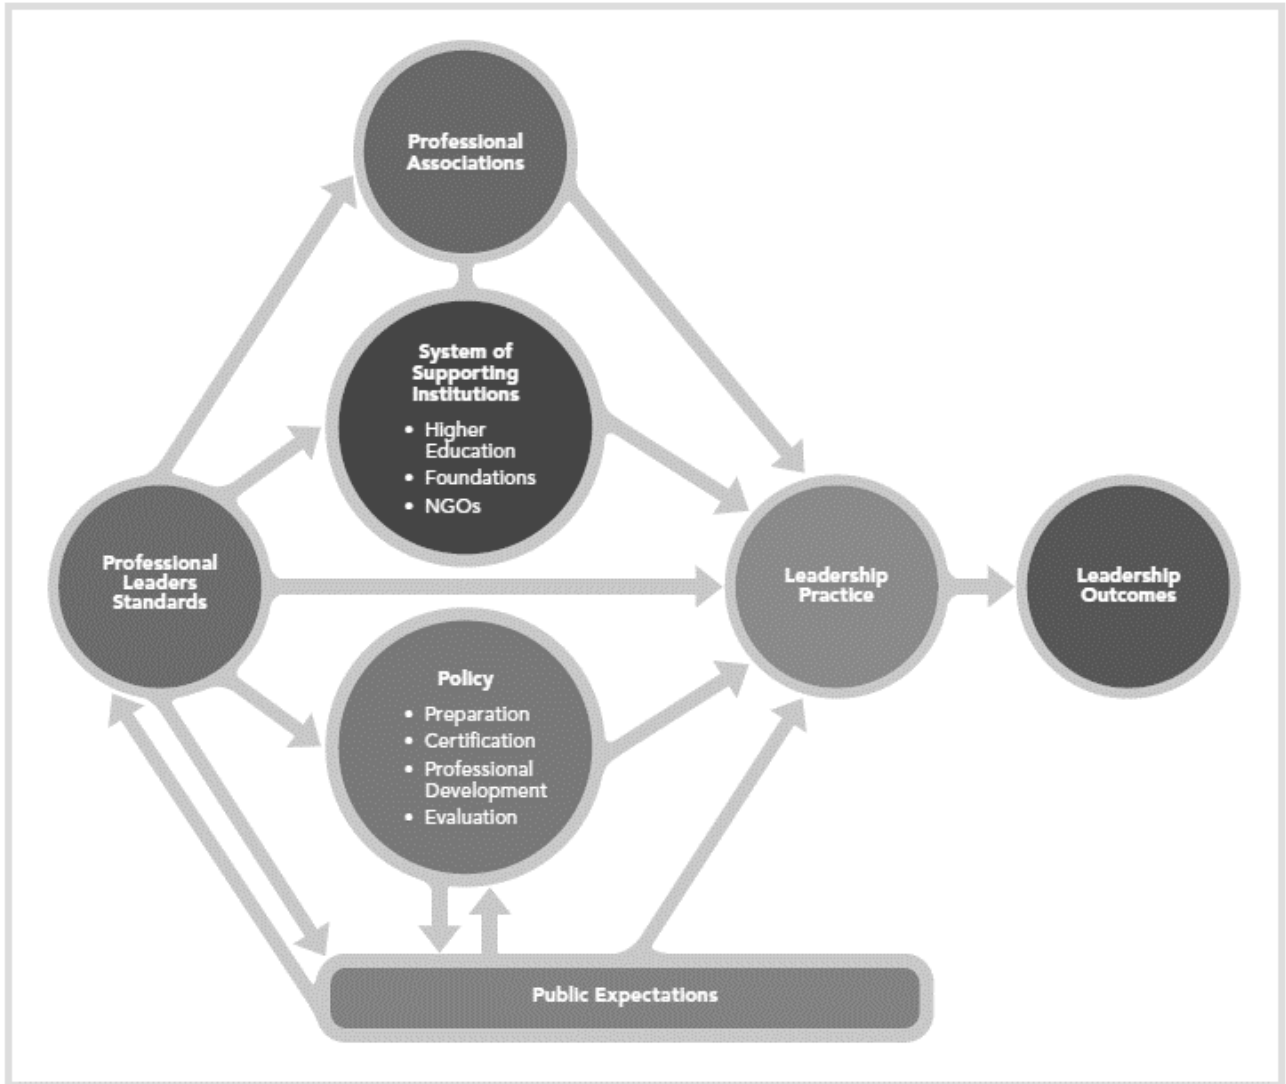 Professional
Associations
System of
Supporting
Institutions
• Higher
Education
• Foundations
• NGOs
Professional
Leaders
Standards
Leadership
Practice
Leadership
Outcomes
Policy
• Preparation
• Certification
• Professional
Development
• Evaluation
Public Expectations